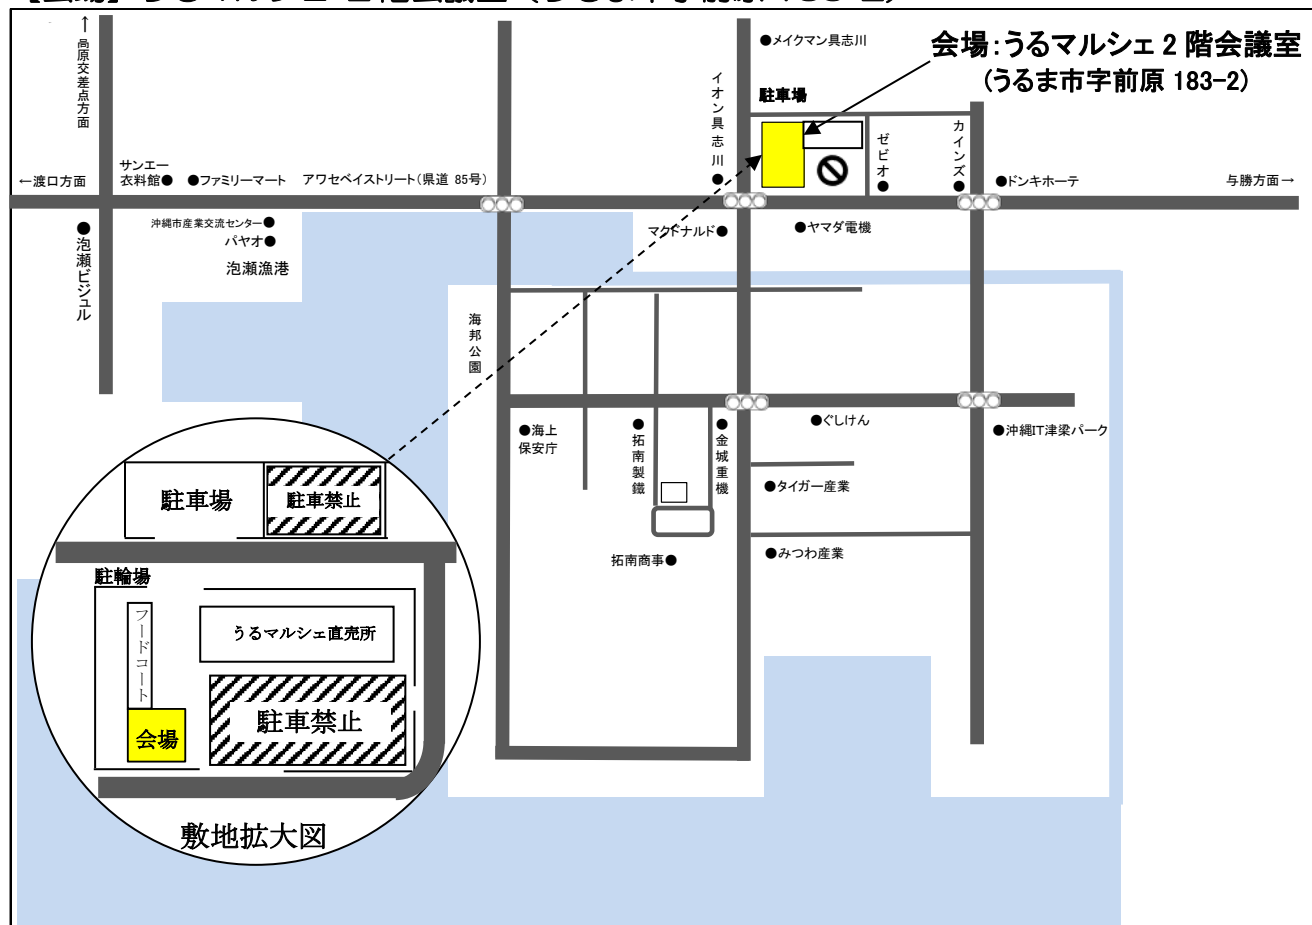 ↑高原交差点方面
●メイクマン具志川
会場:うるマルシェ2階会議室
(うるま市字前原 183-2)
イオン具志川●
駐車場
ゼビオ●
カインズ●
サンエー
衣料館●
●ファミリーマート
アワセベイストリート(県道 85号)
←渡口方面
●ドンキホーテ
与勝方面→
●泡瀬ビジュル
沖縄市産業交流センター●
パヤオ●
泡瀬漁港
マクドナルド●
●ヤマダ電機
海邦公園
●海上
保安庁
●拓南製鐵
●金城重機
●ぐしけん
●沖縄IT津梁パーク
●タイガー産業
●みつわ産業
拓南商事●
駐車場
駐車禁止
駐輪場
フードコート
うるマルシェ直売所
会場
駐車禁止
敷地拡大図